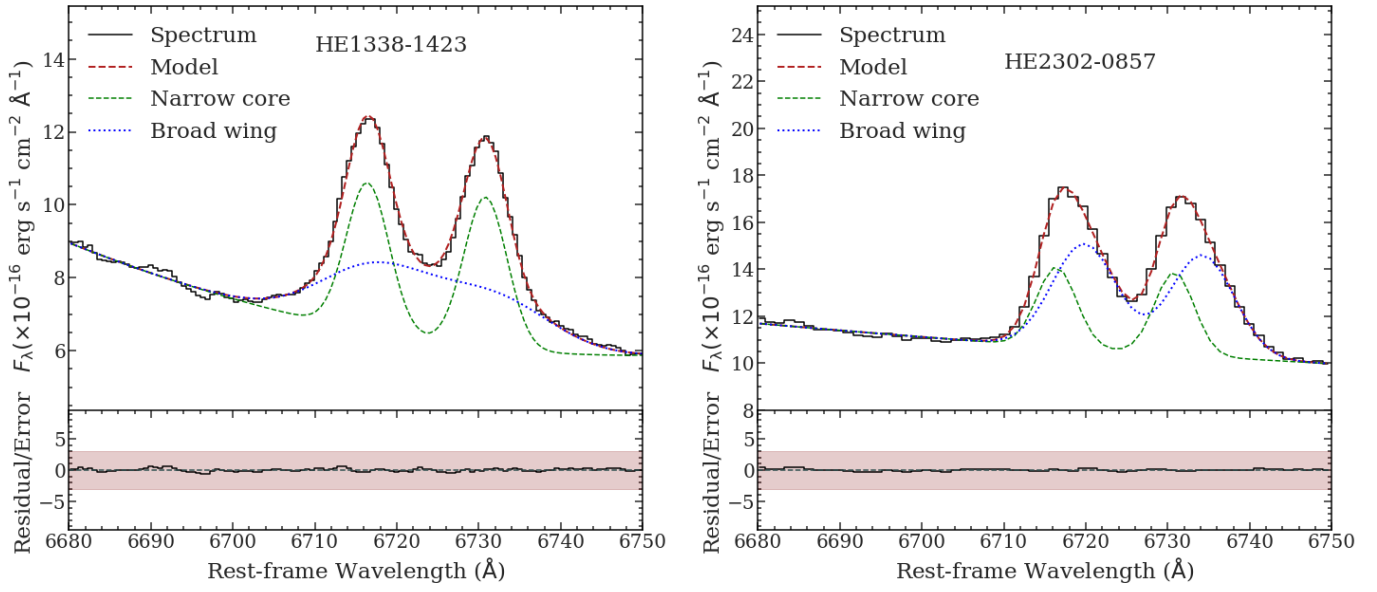 HE1338-1423
Spectrum
Model
Narrow core
Broad wing
14
12
10
8
6
F_λ(×10^−16 erg s^−1 cm^−2 Å^−1)
5
0
−5
Residual/Error
6680 6690 6700 6710 6720 6730 6740 6750
Rest-frame Wavelength (Å)
HE2302-0857
Spectrum
Model
Narrow core
Broad wing
24
22
20
18
16
14
12
10
8
F_λ(×10^−16 erg s^−1 cm^−2 Å^−1)
5
0
−5
Residual/Error
6680 6690 6700 6710 6720 6730 6740 6750
Rest-frame Wavelength (Å)